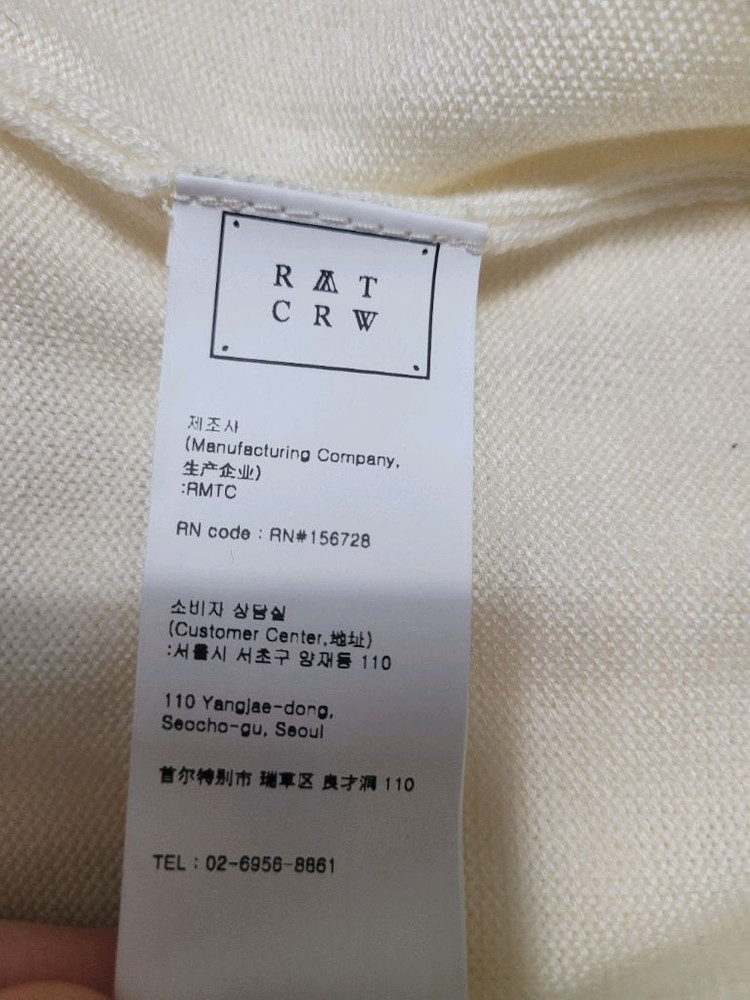 R M T
C R W
제조사
(Manufacturing Company,
生产企业)
:RMTC
RN code : RN#156728
소비자 상담실
(Customer Center,地址)
:서울시 서초구 양재동 110
110 Yangjae-dong,
Seocho-gu, Seoul
首尔特别市 瑞草区 良才洞 110
TEL : 02-6956-8861